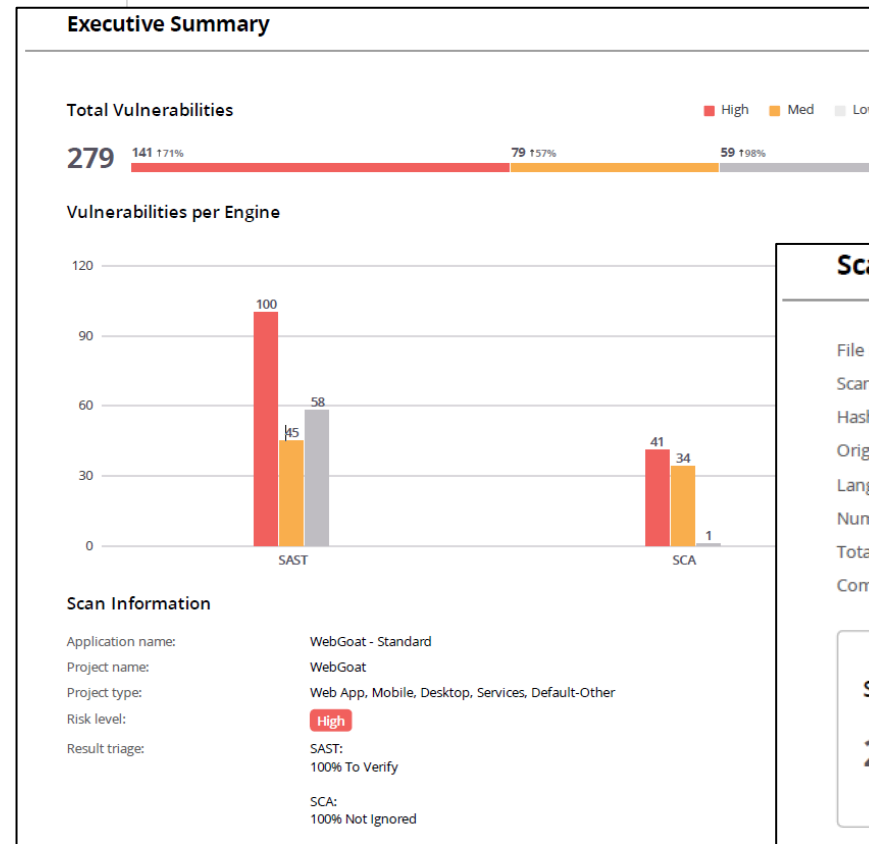 Executive Summary
Total Vulnerabilities
High Med
279 141 ↑71% 79 ↑57% 59 ↑98%
Vulnerabilities per Engine
120
90
60
30
0
100
45
58
41
34
1
SAST
SCA
Scan Information
Application name: WebGoat - Standard
Project name: WebGoat
Project type: Web App, Mobile, Desktop, Services, Default-Other
Risk level: High
Result triage: SAST:
100% To Verify
SCA:
100% Not Ignored
File